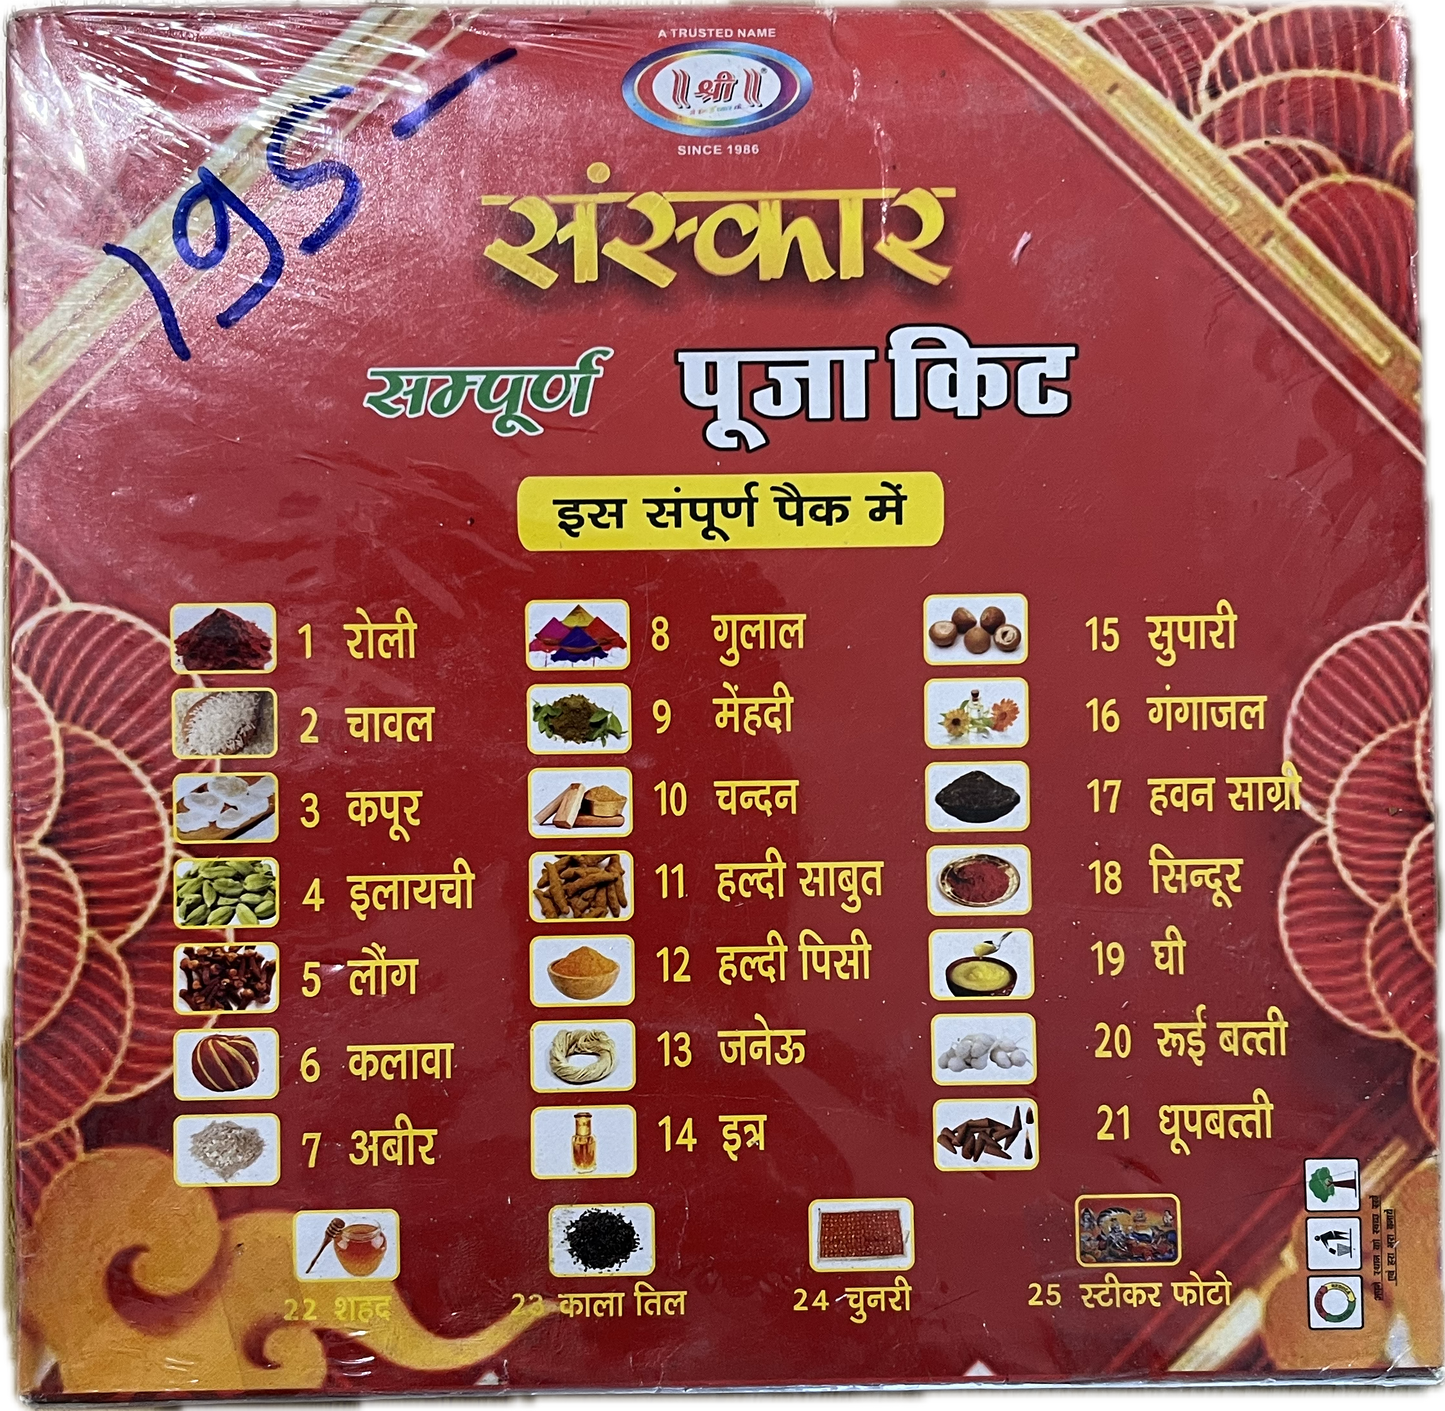 A TRUSTED NAME
॥ श्री ॥
SINCE 1986
195-
संस्कार
सम्पूर्ण पूजा किट
इस संपूर्ण पैक में
1 रोली
2 चावल
3 कपूर
4 इलायची
5 लौंग
6 कलावा
7 अबीर
8 गुलाल
9 मेंहदी
10 चन्दन
11 हल्दी साबुत
12 हल्दी पिसी
13 जनेऊ
14 इत्र
15 सुपारी
16 गंगाजल
17 हवन साग्री
18 सिन्दूर
19 घी
20 रूई बत्ती
21 धूपबत्ती
22 शहद
23 काला तिल
24 चुनरी
25 स्टीकर फोटो